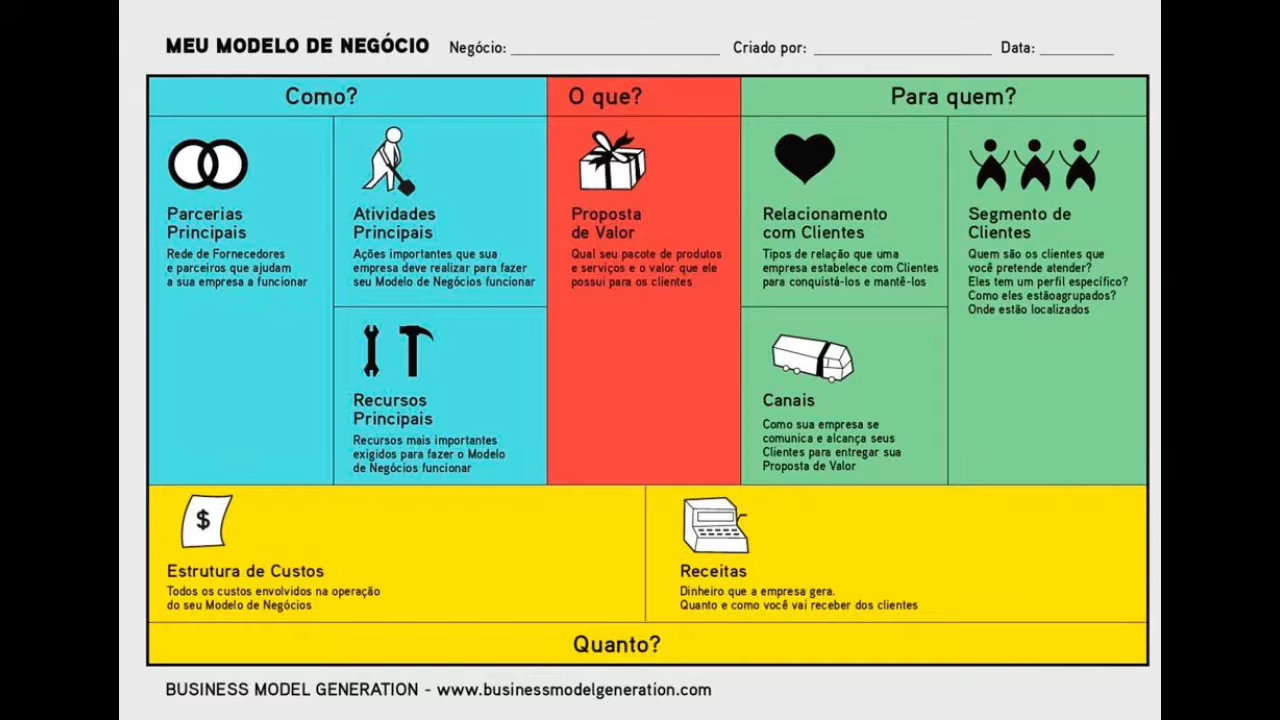 MEU MODELO DE NEGÓCIO Negócio: Criado por: Data:
Como?
O que?
Para quem?
Parcerias
Principais
Rede de Fornecedores
e parceiros que ajudam
a sua empresa a funcionar
Atividades
Principais
Ações importantes que sua
empresa deve realizar para fazer
seu Modelo de Negócios funcionar
Recursos
Principais
Recursos mais importantes
exigidos para fazer o Modelo
de Negócios funcionar
Proposta
de Valor
Qual seu pacote de produtos
e serviços e o valor que ele
possui para os clientes
Relacionamento
com Clientes
Tipos de relação que uma
empresa estabelece com Clientes
para conquistá-los e mantê-los
Canais
Como sua empresa se
comunica e alcança seus
Clientes para entregar sua
Proposta de Valor
Segmento de
Clientes
Quem são os clientes que
você pretende atender?
Eles tem um perfil específico?
Como eles estãoagrupados?
Onde estão localizados
$
Estrutura de Custos
Todos os custos envolvidos na operação
do seu Modelo de Negócios
Receitas
Dinheiro que a empresa gera.
Quanto e como você vai receber dos clientes
Quanto?
BUSINESS MODEL GENERATION - www.businessmodelgeneration.com